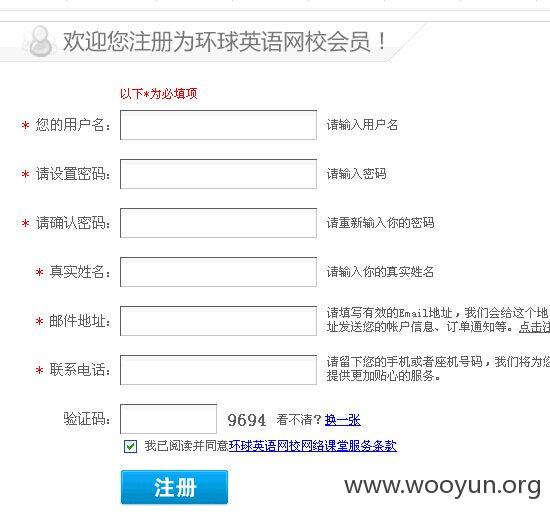 欢迎您注册为环球英语网校会员！
以下*为必填项
* 您的用户名： 请输入用户名
* 请设置密码： 请输入密码
* 请确认密码： 请重新输入你的密码
* 真实姓名： 请输入你的真实姓名
* 邮件地址： 请填写有效的Email地址，我们会给这个地
址发送您的帐户信息、订单通知等。点击注
* 联系电话： 请留下您的手机或者座机号码，我们将为您
提供更加贴心的服务。
验证码： 9694 看不清？换一张
我已阅读并同意环球英语网校网络课堂服务条款
注册
www.wooyun.org